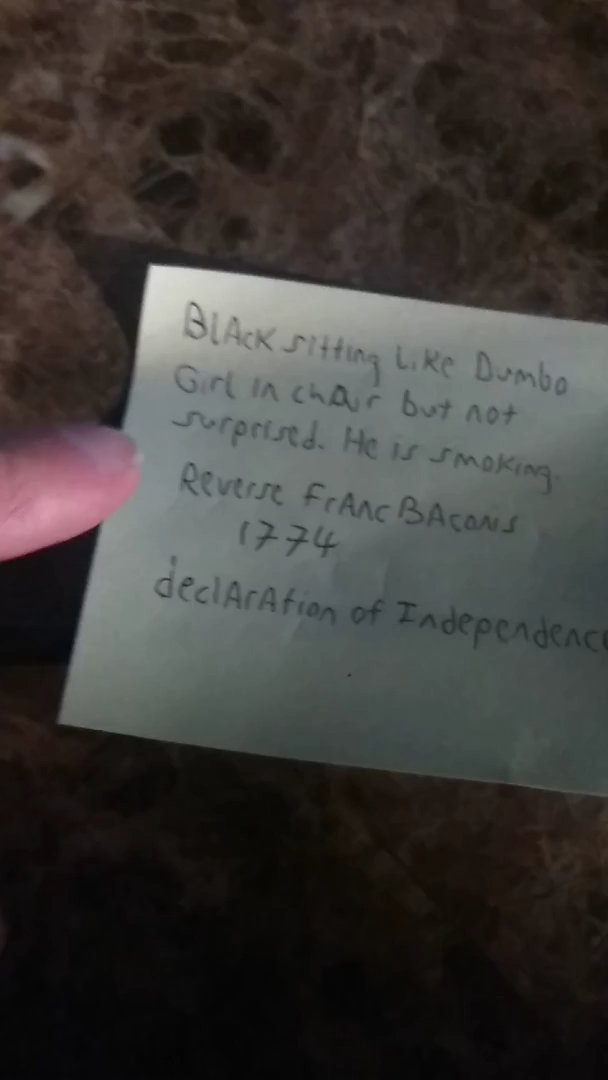 BLAck sitting Like Dumbo
Girl in chair but not
surprised. He is smoking.
Reverse FrAnc BAcons
1774
declArAtion of Independence